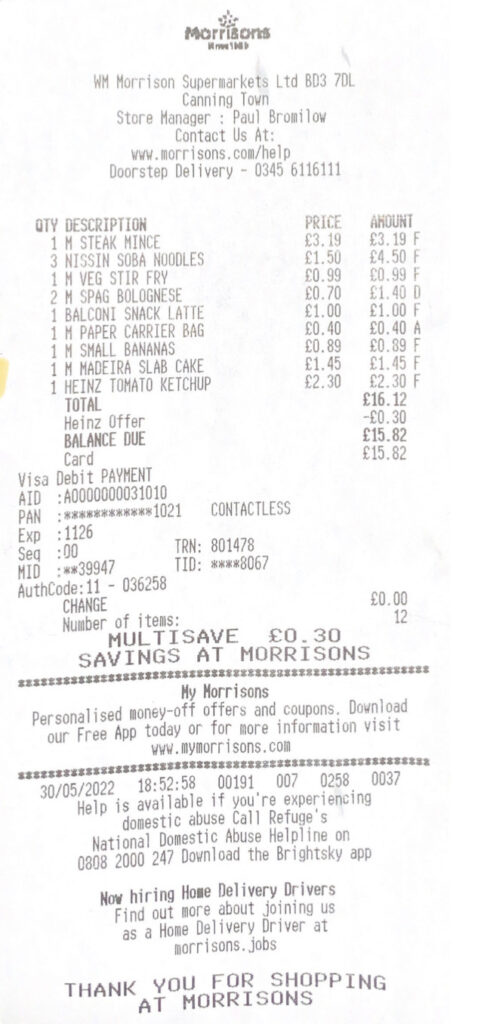 Morrisons
Since 1899
WM Morrison Supermarkets Ltd BD3 7DL
Canning Town
Store Manager : Paul Bromilow
Contact Us At:
www.morrisons.com/help
Doorstep Delivery - 0345 6116111
QTY DESCRIPTION PRICE AMOUNT
1 M STEAK MINCE £3.19 £3.19 F
3 NISSIN SOBA NOODLES £1.50 £4.50 F
1 M VEG STIR FRY £0.99 £0.99 F
2 M SPAG BOLOGNESE £0.70 £1.40 D
1 BALCONI SNACK LATTE £1.00 £1.00 F
1 M PAPER CARRIER BAG £0.40 £0.40 A
1 M SMALL BANANAS £0.89 £0.89 F
1 M MADEIRA SLAB CAKE £1.45 £1.45 F
1 HEINZ TOMATO KETCHUP £2.30 £2.30 F
TOTAL £16.12
Heinz Offer -£0.30
BALANCE DUE £15.82
Card £15.82
Visa Debit PAYMENT
AID :A0000000031010
PAN :************1021 CONTACTLESS
Exp :1126
Seq :00 TRN: 801478
MID :**39947 TID: ****8067
AuthCode:11 - 036258
CHANGE £0.00
Number of items: 12
MULTISAVE £0.30
SAVINGS AT MORRISONS
My Morrisons
Personalised money-off offers and coupons. Download
our Free App today or for more information visit
www.mymorrisons.com
30/05/2022 18:52:58 00191 007 0258 0037
Help is available if you're experiencing
domestic abuse Call Refuge's
National Domestic Abuse Helpline on
0808 2000 247 Download the Brightsky app
Now hiring Home Delivery Drivers
Find out more about joining us
as a Home Delivery Driver at
morrisons.jobs
THANK YOU FOR SHOPPING
AT MORRISONS